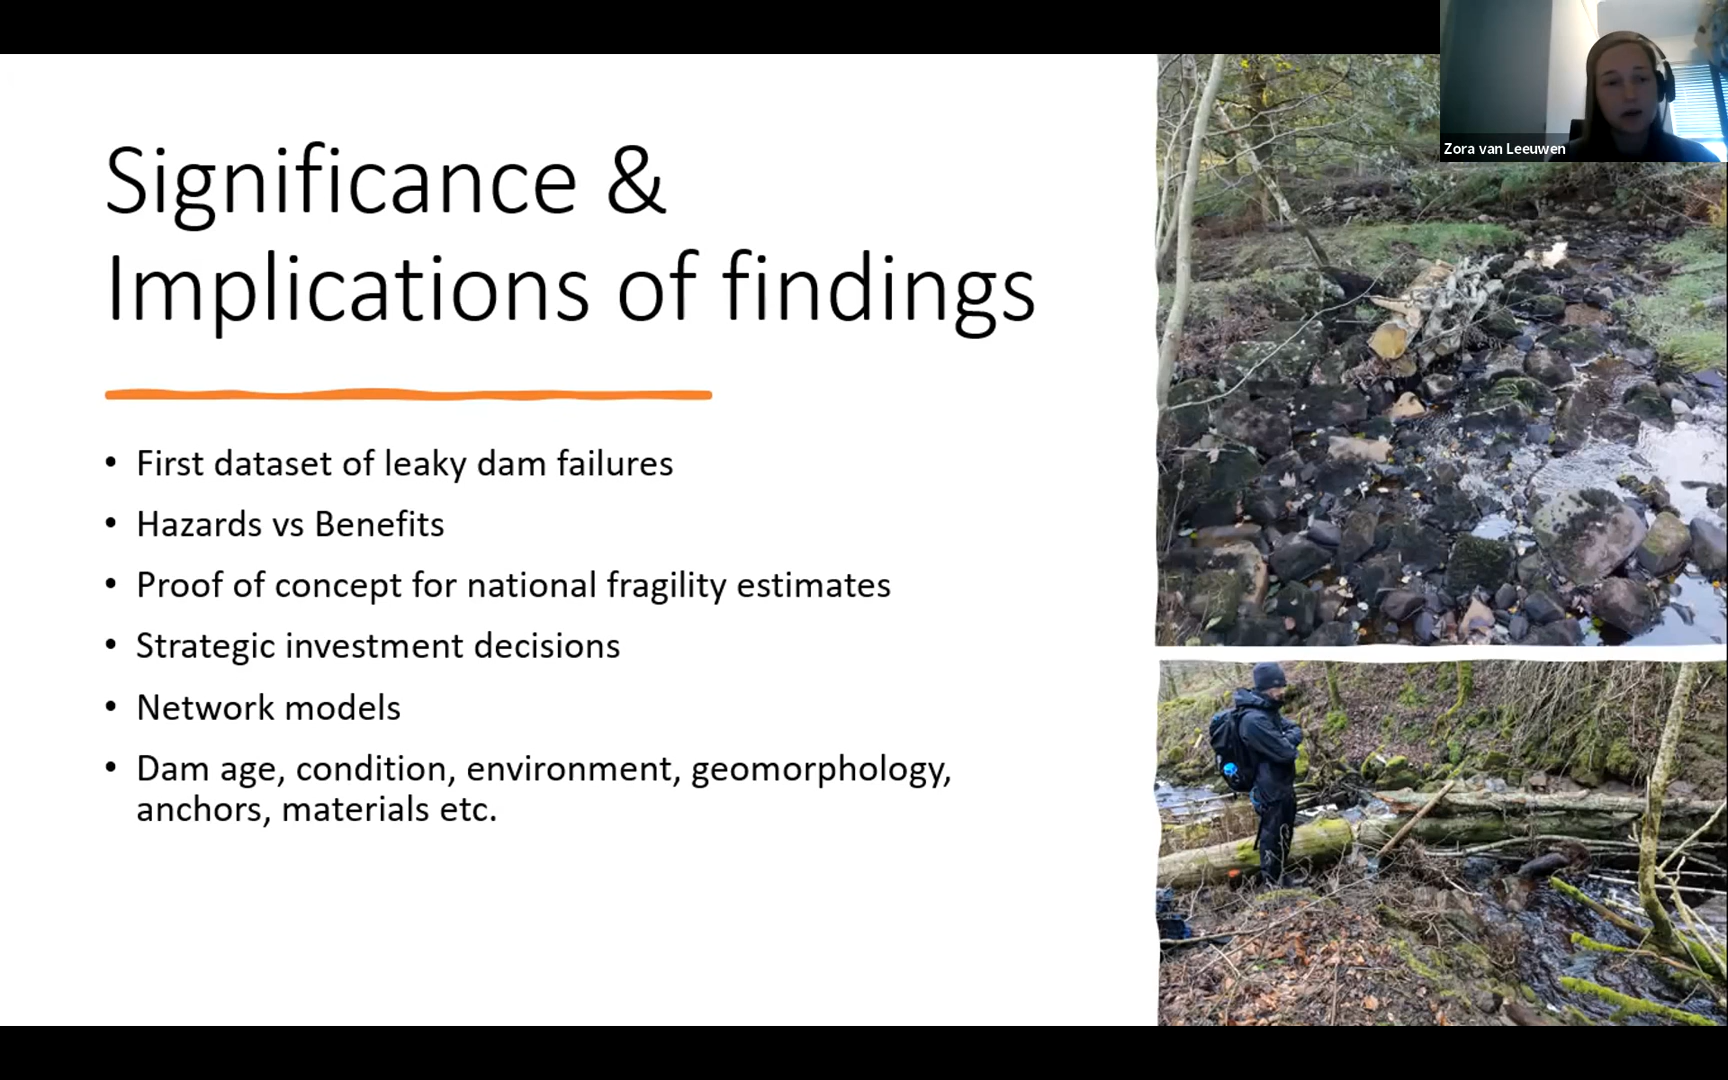 Zora van Leeuwen
Significance &
Implications of findings
• First dataset of leaky dam failures
• Hazards vs Benefits
• Proof of concept for national fragility estimates
• Strategic investment decisions
• Network models
• Dam age, condition, environment, geomorphology,
anchors, materials etc.